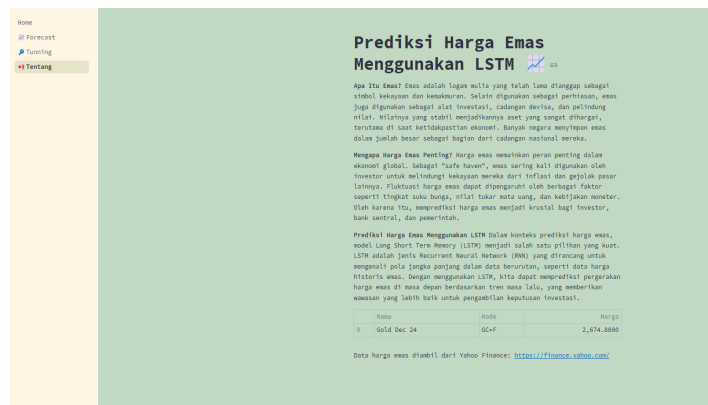 Home
Forecast
Tunning
Tentang
Prediksi Harga Emas
Menggunakan LSTM
Apa Itu Emas? Emas adalah logam mulia yang telah lama dianggap sebagai
simbol kekayaan dan kemakmuran. Selain digunakan sebagai perhiasan, emas
juga digunakan sebagai alat investasi, cadangan devisa, dan pelindung
nilai. Nilainya yang stabil menjadikannya aset yang sangat dihargai,
terutama di saat ketidakpastian ekonomi. Banyak negara menyimpan emas
dalam jumlah besar sebagai bagian dari cadangan nasional mereka.
Mengapa Harga Emas Penting? Harga emas memainkan peran penting dalam
ekonomi global. Sebagai "safe haven", emas sering kali digunakan oleh
investor untuk melindungi kekayaan mereka dari inflasi dan gejolak pasar
lainnya. Fluktuasi harga emas dapat dipengaruhi oleh berbagai faktor
seperti tingkat suku bunga, nilai tukar mata uang, dan kebijakan moneter.
Oleh karena itu, memprediksi harga emas menjadi krusial bagi investor,
bank sentral, dan pemerintah.
Prediksi Harga Emas Menggunakan LSTM Dalam konteks prediksi harga emas,
model Long Short Term Memory (LSTM) menjadi salah satu pilihan yang kuat.
LSTM adalah jenis Recurrent Neural Network (RNN) yang dirancang untuk
mengenali pola jangka panjang dalam data berurutan, seperti data harga
historis emas. Dengan menggunakan LSTM, kita dapat memprediksi pergerakan
harga emas di masa depan berdasarkan tren masa lalu, yang memberikan
wawasan yang lebih baik untuk pengambilan keputusan investasi.
Nama Kode Harga
0 Gold Dec 24 GC=F 2,674.8000
Data harga emas diambil dari Yahoo Finance: https://finance.yahoo.com/